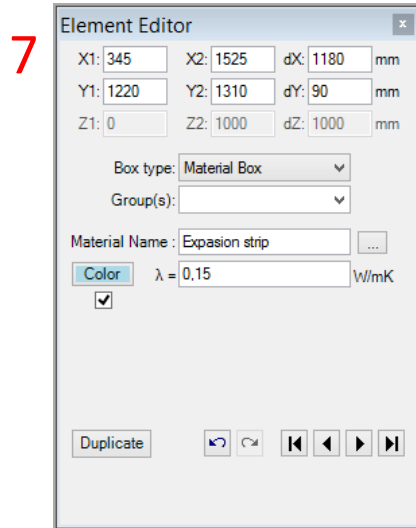 7
Element Editor x
X1: 345 X2: 1525 dX: 1180 mm
Y1: 1220 Y2: 1310 dY: 90 mm
Z1: 0 Z2: 1000 dZ: 1000 mm
Box type: Material Box
Group(s):
Material Name : Expasion strip ...
Color λ = 0,15 W/mK
Duplicate